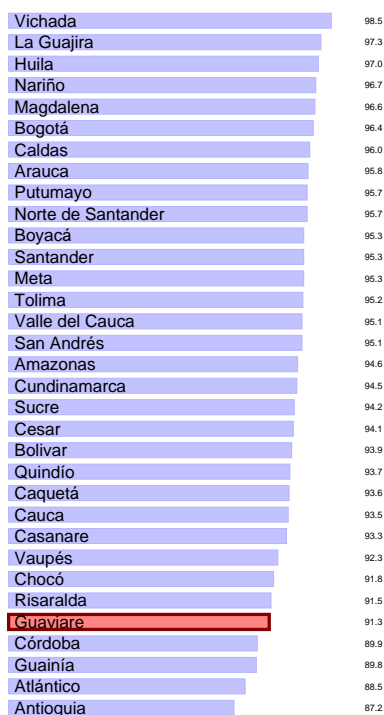 Vichada 98.5
La Guajira 97.3
Huila 97.0
Nariño 96.7
Magdalena 96.6
Bogotá 96.4
Caldas 96.0
Arauca 95.8
Putumayo 95.7
Norte de Santander 95.7
Boyacá 95.3
Santander 95.3
Meta 95.3
Tolima 95.2
Valle del Cauca 95.1
San Andrés 95.1
Amazonas 94.6
Cundinamarca 94.5
Sucre 94.2
Cesar 94.1
Bolivar 93.9
Quindío 93.7
Caquetá 93.6
Cauca 93.5
Casanare 93.3
Vaupés 92.3
Chocó 91.8
Risaralda 91.5
Guaviare 91.3
Córdoba 89.9
Guainía 89.8
Atlántico 88.5
Antioquia 87.2